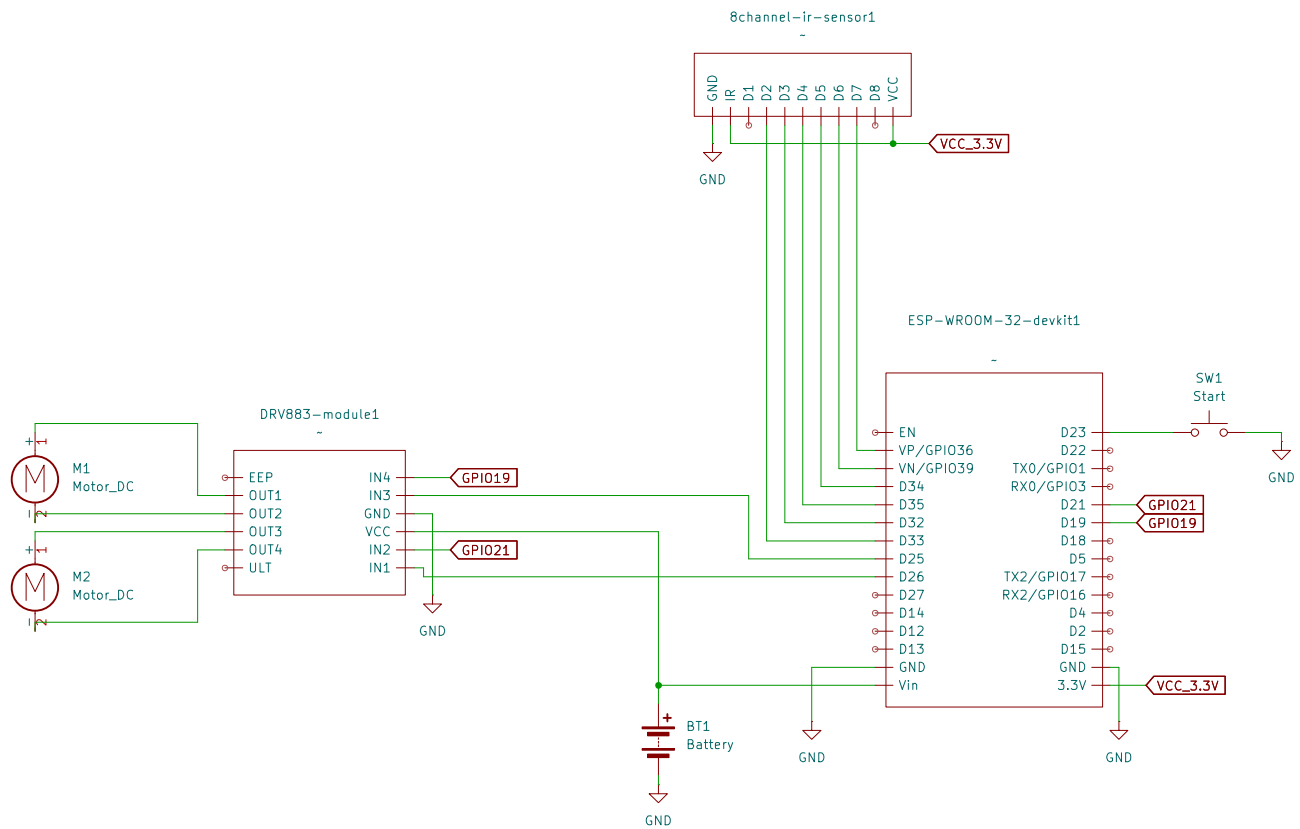 8channel-ir-sensor1
~
GND
IR
D1
D2
D3
D4
D5
D6
D7
D8
VCC
VCC_3.3V
GND
ESP-WROOM-32-devkit1
~
SW1
Start
DRV883-module1
~
EN
VP/GPIO36
VN/GPIO39
D34
D35
D32
D33
D25
D26
D27
D14
D12
D13
GND
Vin
D23
D22
TX0/GPIO1
RX0/GPIO3
D21
D19
D18
D5
TX2/GPIO17
RX2/GPIO16
D4
D2
D15
GND
3.3V
GND
GPIO21
GPIO19
VCC_3.3V
GND
GND
+ 1
M
M1
Motor_DC
- 2
+ 1
M
M2
Motor_DC
- 2
EEP
OUT1
OUT2
OUT3
OUT4
ULT
IN4
IN3
GND
VCC
IN2
IN1
GPIO19
GPIO21
GND
+
BT1
Battery
GND